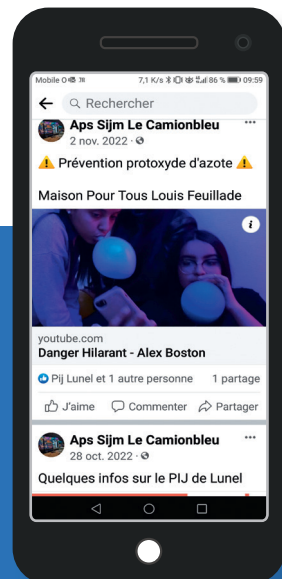 7,1 K/s 86 % 09:59
Rechercher
Aps Sijm Le Camionbleu
2 nov. 2022
⚠ Prévention protoxyde d'azote ⚠
Maison Pour Tous Louis Feuillade
youtube.com
Danger Hilarant - Alex Boston
Pij Lunel et 1 autre personne 1 partage
J'aime Commenter Partager
Aps Sijm Le Camionbleu
28 oct. 2022
Quelques infos sur le PIJ de Lunel